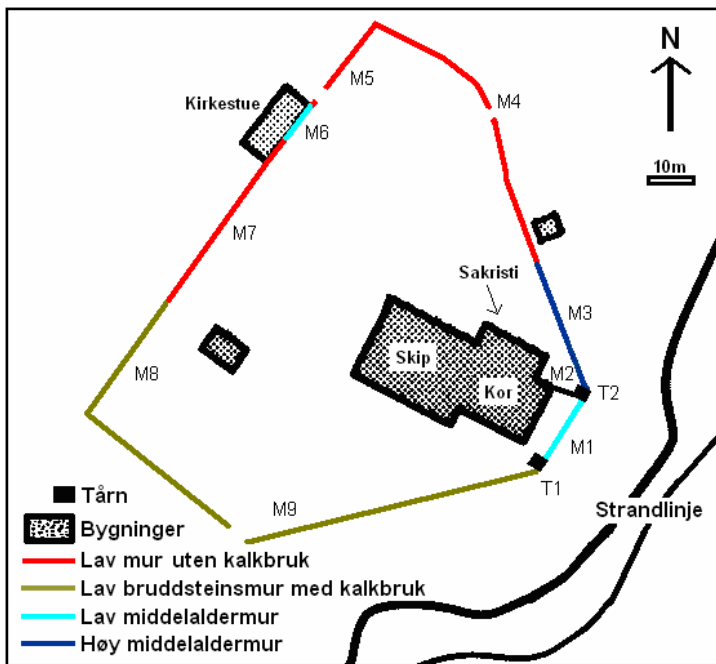 M5
N
Kirkestue
M4
M6
10m
M7
Sakristi
M3
M8
Skip
M2
Kor
T2
M1
T1
M9
Tårn
Strandlinje
Bygninger
Lav mur uten kalkbruk
Lav bruddsteinsmur med kalkbruk
Lav middelaldermur
Høy middelaldermur